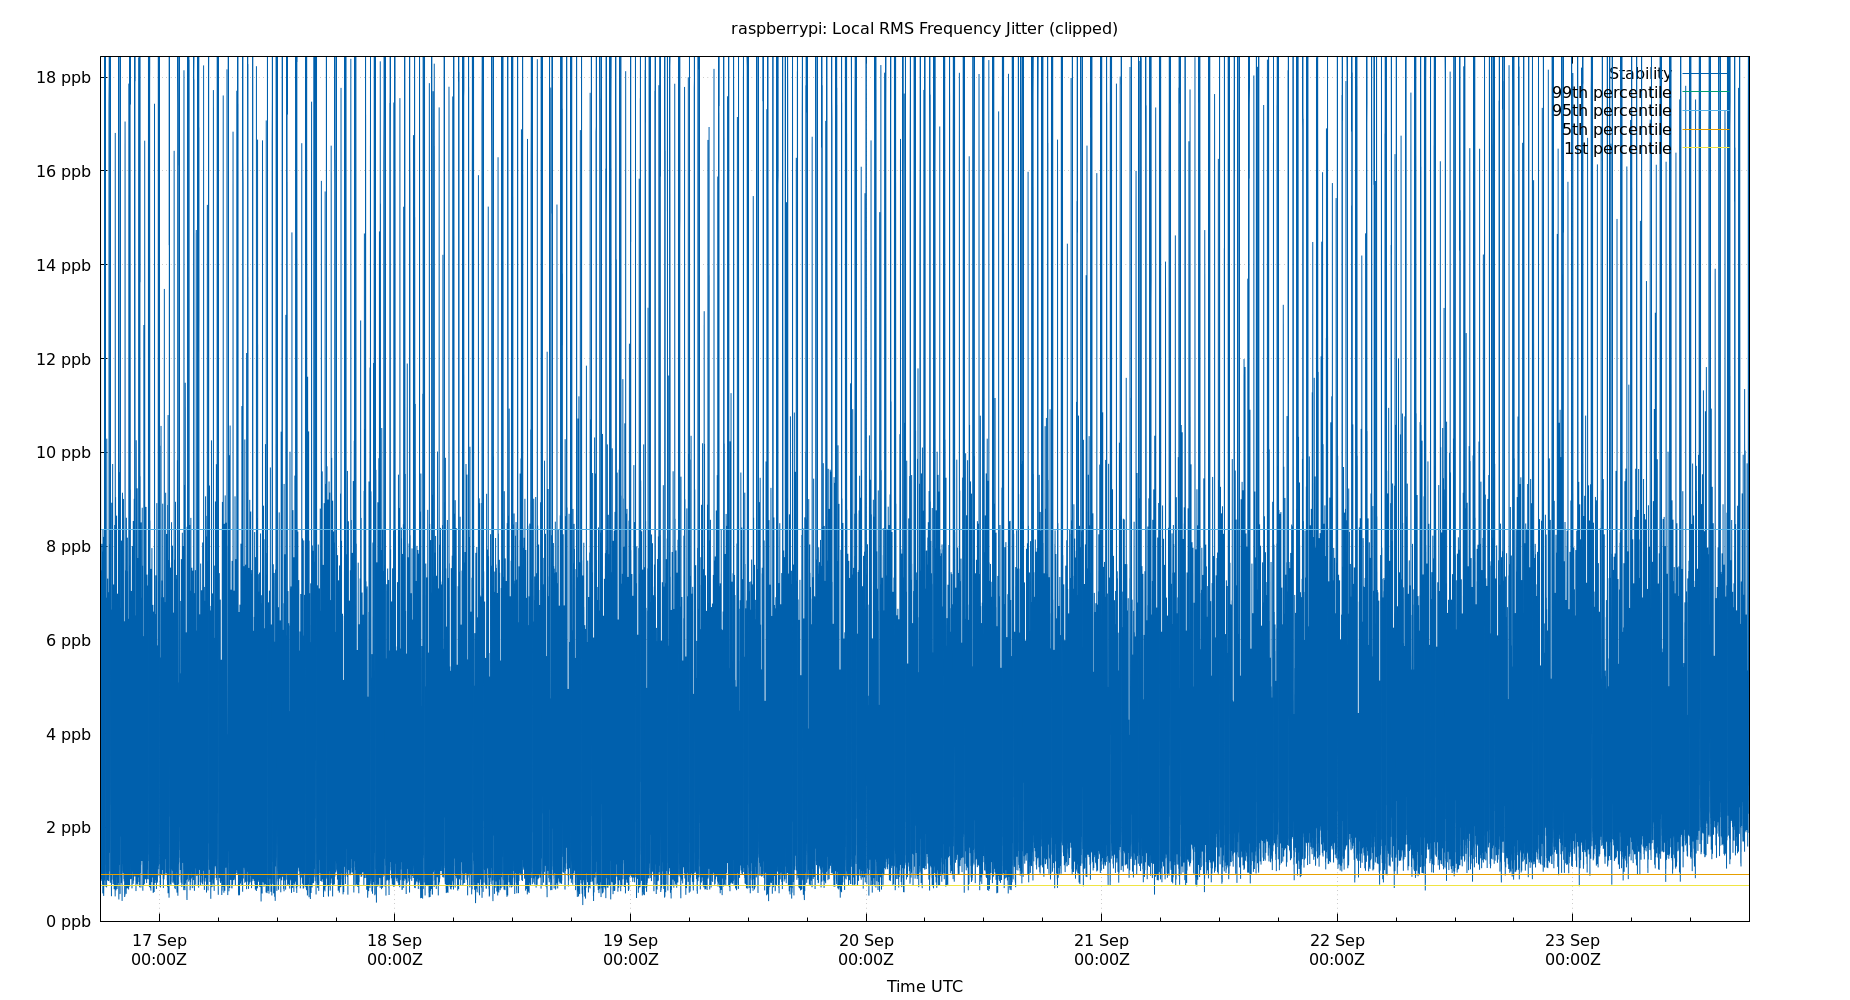 raspberrypi: Local RMS Frequency Jitter (clipped)
18 ppb
16 ppb
14 ppb
12 ppb
10 ppb
8 ppb
6 ppb
4 ppb
2 ppb
0 ppb
Stability
99th percentile
95th percentile
5th percentile
1st percentile
17 Sep 18 Sep 19 Sep 20 Sep 21 Sep 22 Sep 23 Sep
00:00Z 00:00Z 00:00Z 00:00Z 00:00Z 00:00Z 00:00Z
Time UTC